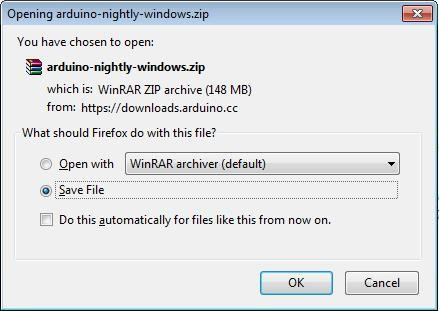 Opening arduino-nightly-windows.zip
You have chosen to open:
arduino-nightly-windows.zip
which is: WinRAR ZIP archive (148 MB)
from: https://downloads.arduino.cc
What should Firefox do with this file?
Open with WinRAR archiver (default)
Save File
Do this automatically for files like this from now on.
OK Cancel